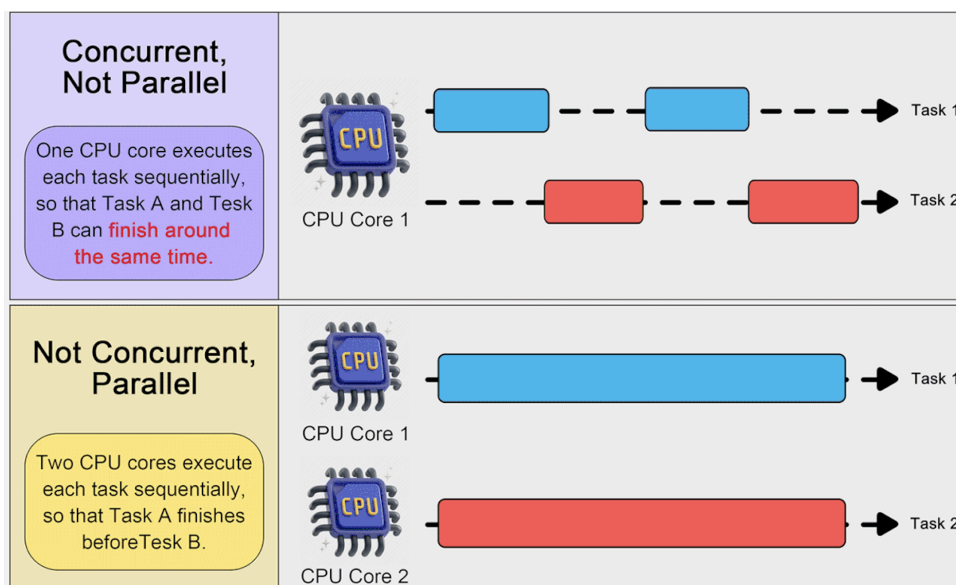 Concurrent,
Not Parallel
One CPU core executes
each task sequentially,
so that Task A and Tesk
B can finish around
the same time.
CPU
CPU Core 1
Task 1
Task 2
Not Concurrent,
Parallel
Two CPU cores execute
each task sequentially,
so that Task A finishes
beforeTesk B.
CPU
CPU Core 1
Task 1
CPU
CPU Core 2
Task 2